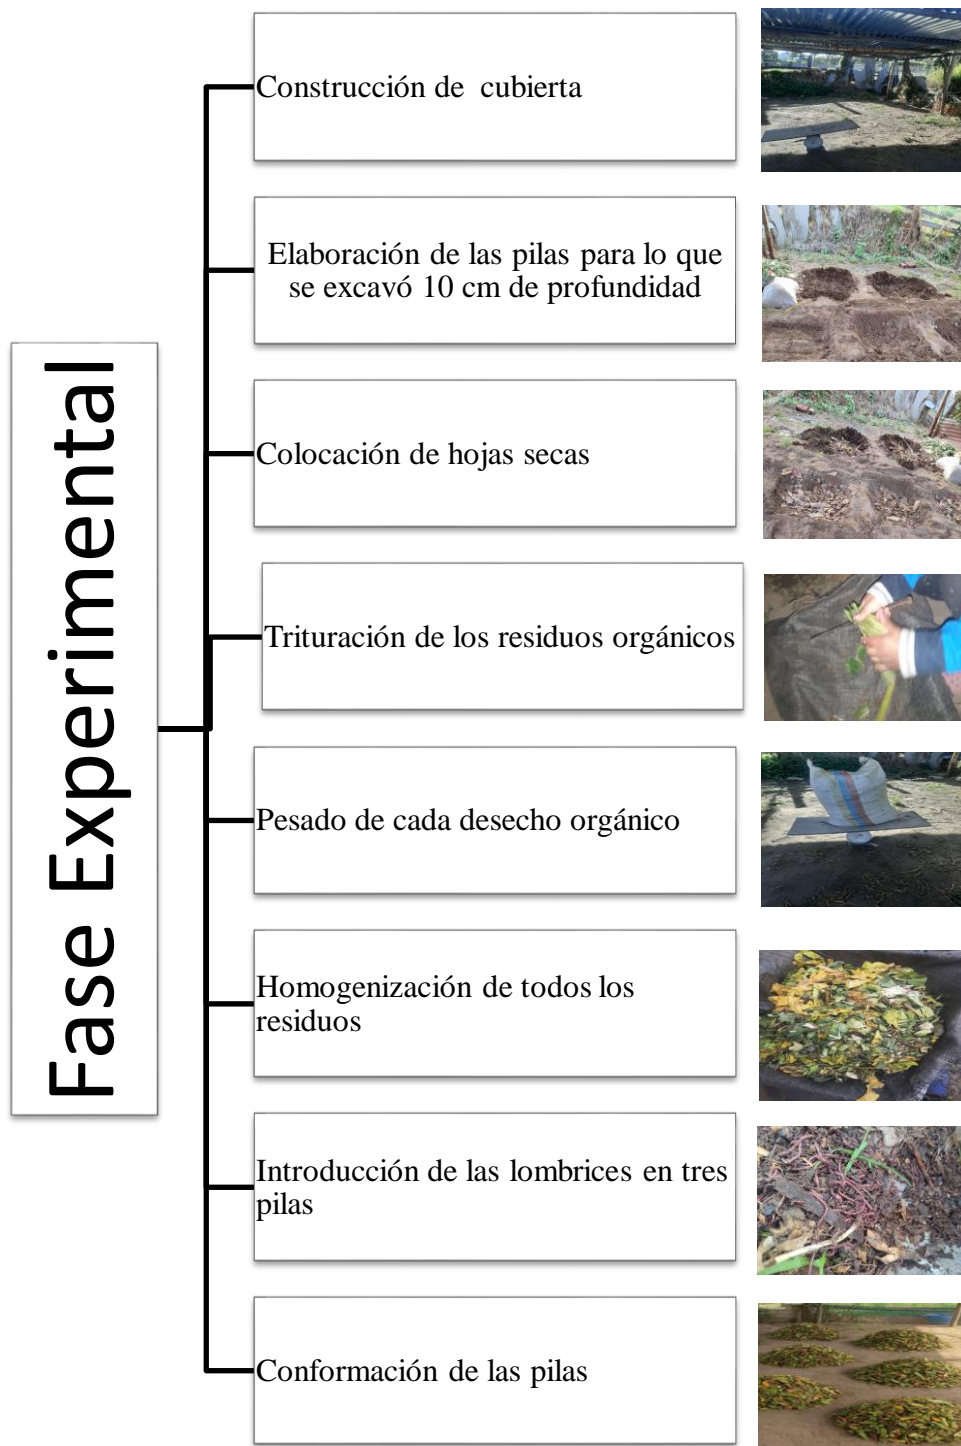 Fase Experimental
Construcción de cubierta
Elaboración de las pilas para lo que
se excavó 10 cm de profundidad
Colocación de hojas secas
Trituración de los residuos orgánicos
Pesado de cada desecho orgánico
Homogenización de todos los
residuos
Introducción de las lombrices en tres
pilas
Conformación de las pilas